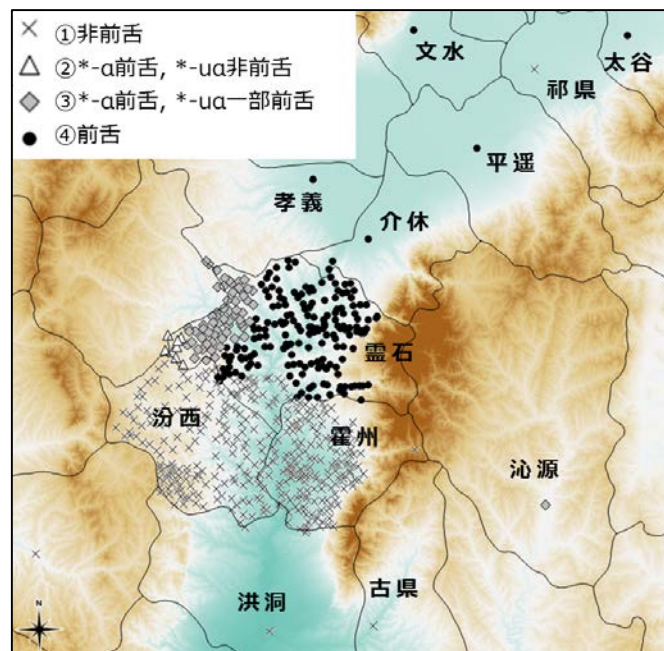 ①非前舌
②*-ɑ前舌, *-uɑ非前舌
③*-ɑ前舌, *-uɑ一部前舌
④前舌
文水
太谷
祁県
平遥
孝義
介休
霊石
汾西
霍州
沁源
洪洞
古県
N